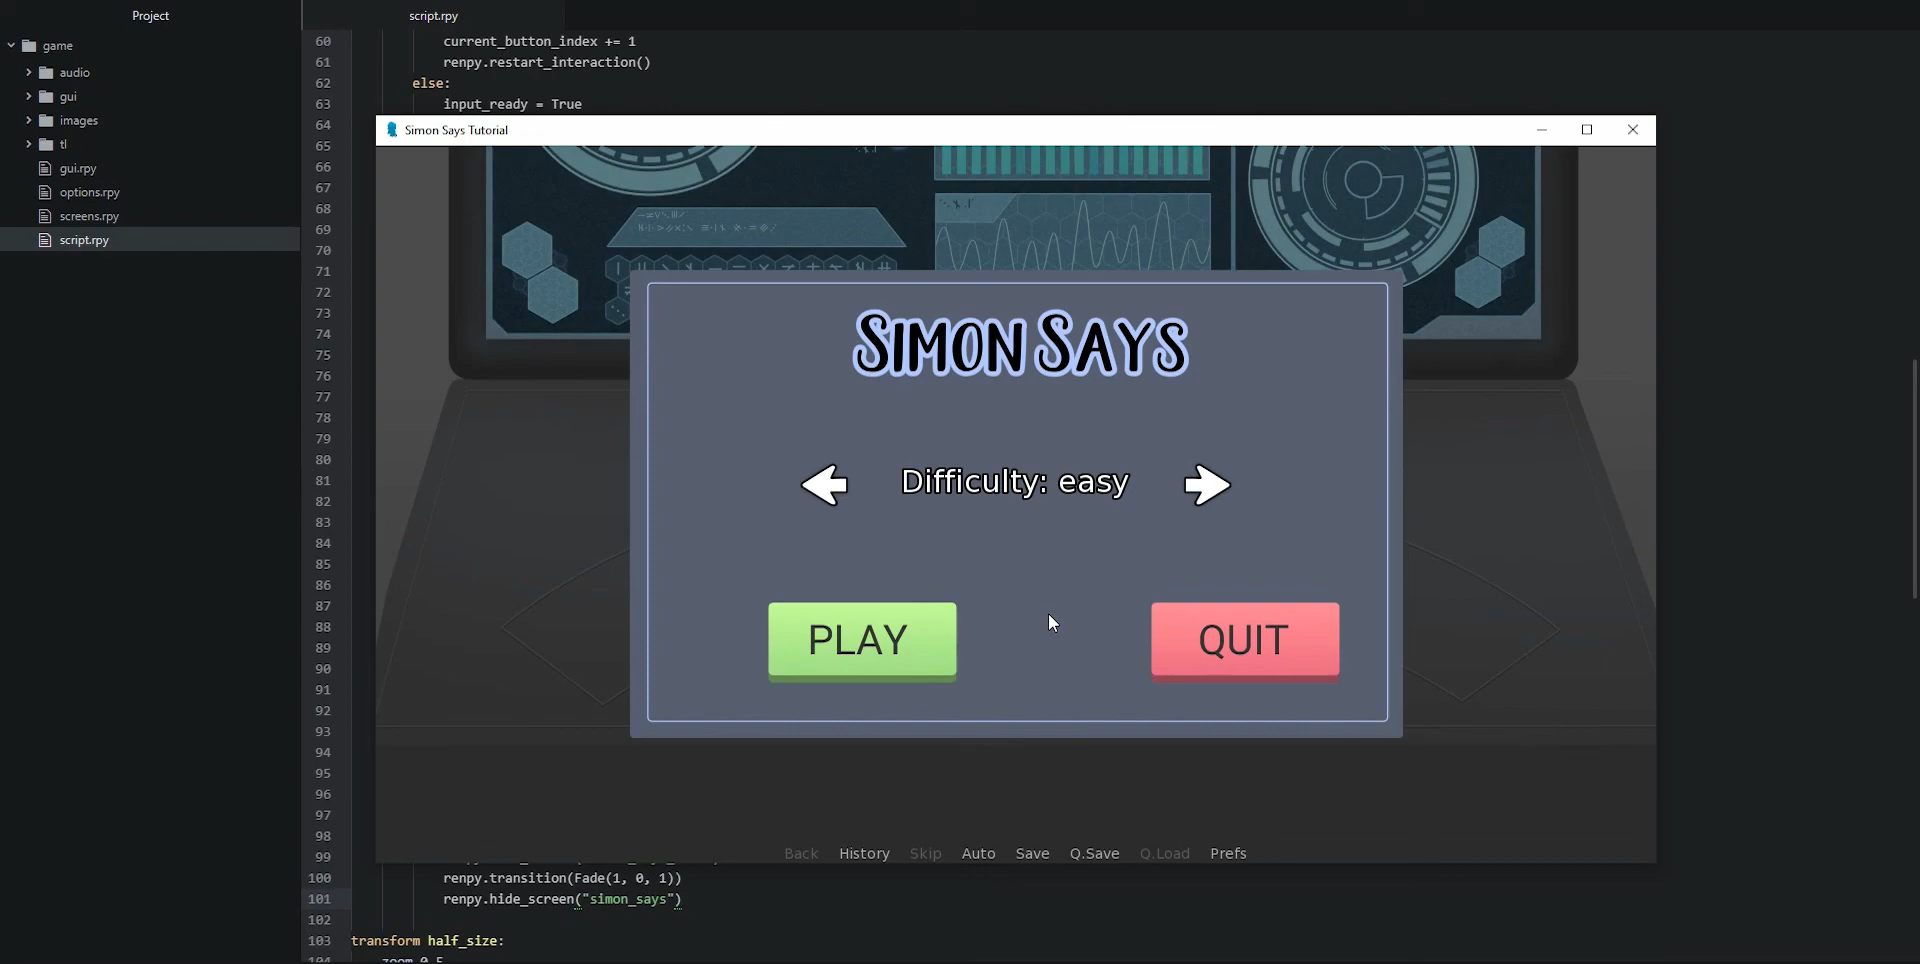 Project
script.rpy
game
audio
gui
images
tl
gui.rpy
options.rpy
screens.rpy
script.rpy
60 current_button_index += 1
61 renpy.restart_interaction()
62 else:
63 input_ready = True
64
65
66
67
68
69
70
71
72
73
74
75
76
77
78
79
80
81
82
83
84
85
86
87
88
89
90
91
92
93
94
95
96
97
98
99
100 renpy.transition(Fade(1, 0, 1))
101 renpy.hide_screen("simon_says")
102
103 transform half_size:
104 zoom 0.5
Simon Says Tutorial
SIMON SAYS
Difficulty: easy
PLAY
QUIT
Back History Skip Auto Save Q.Save Q.Load Prefs